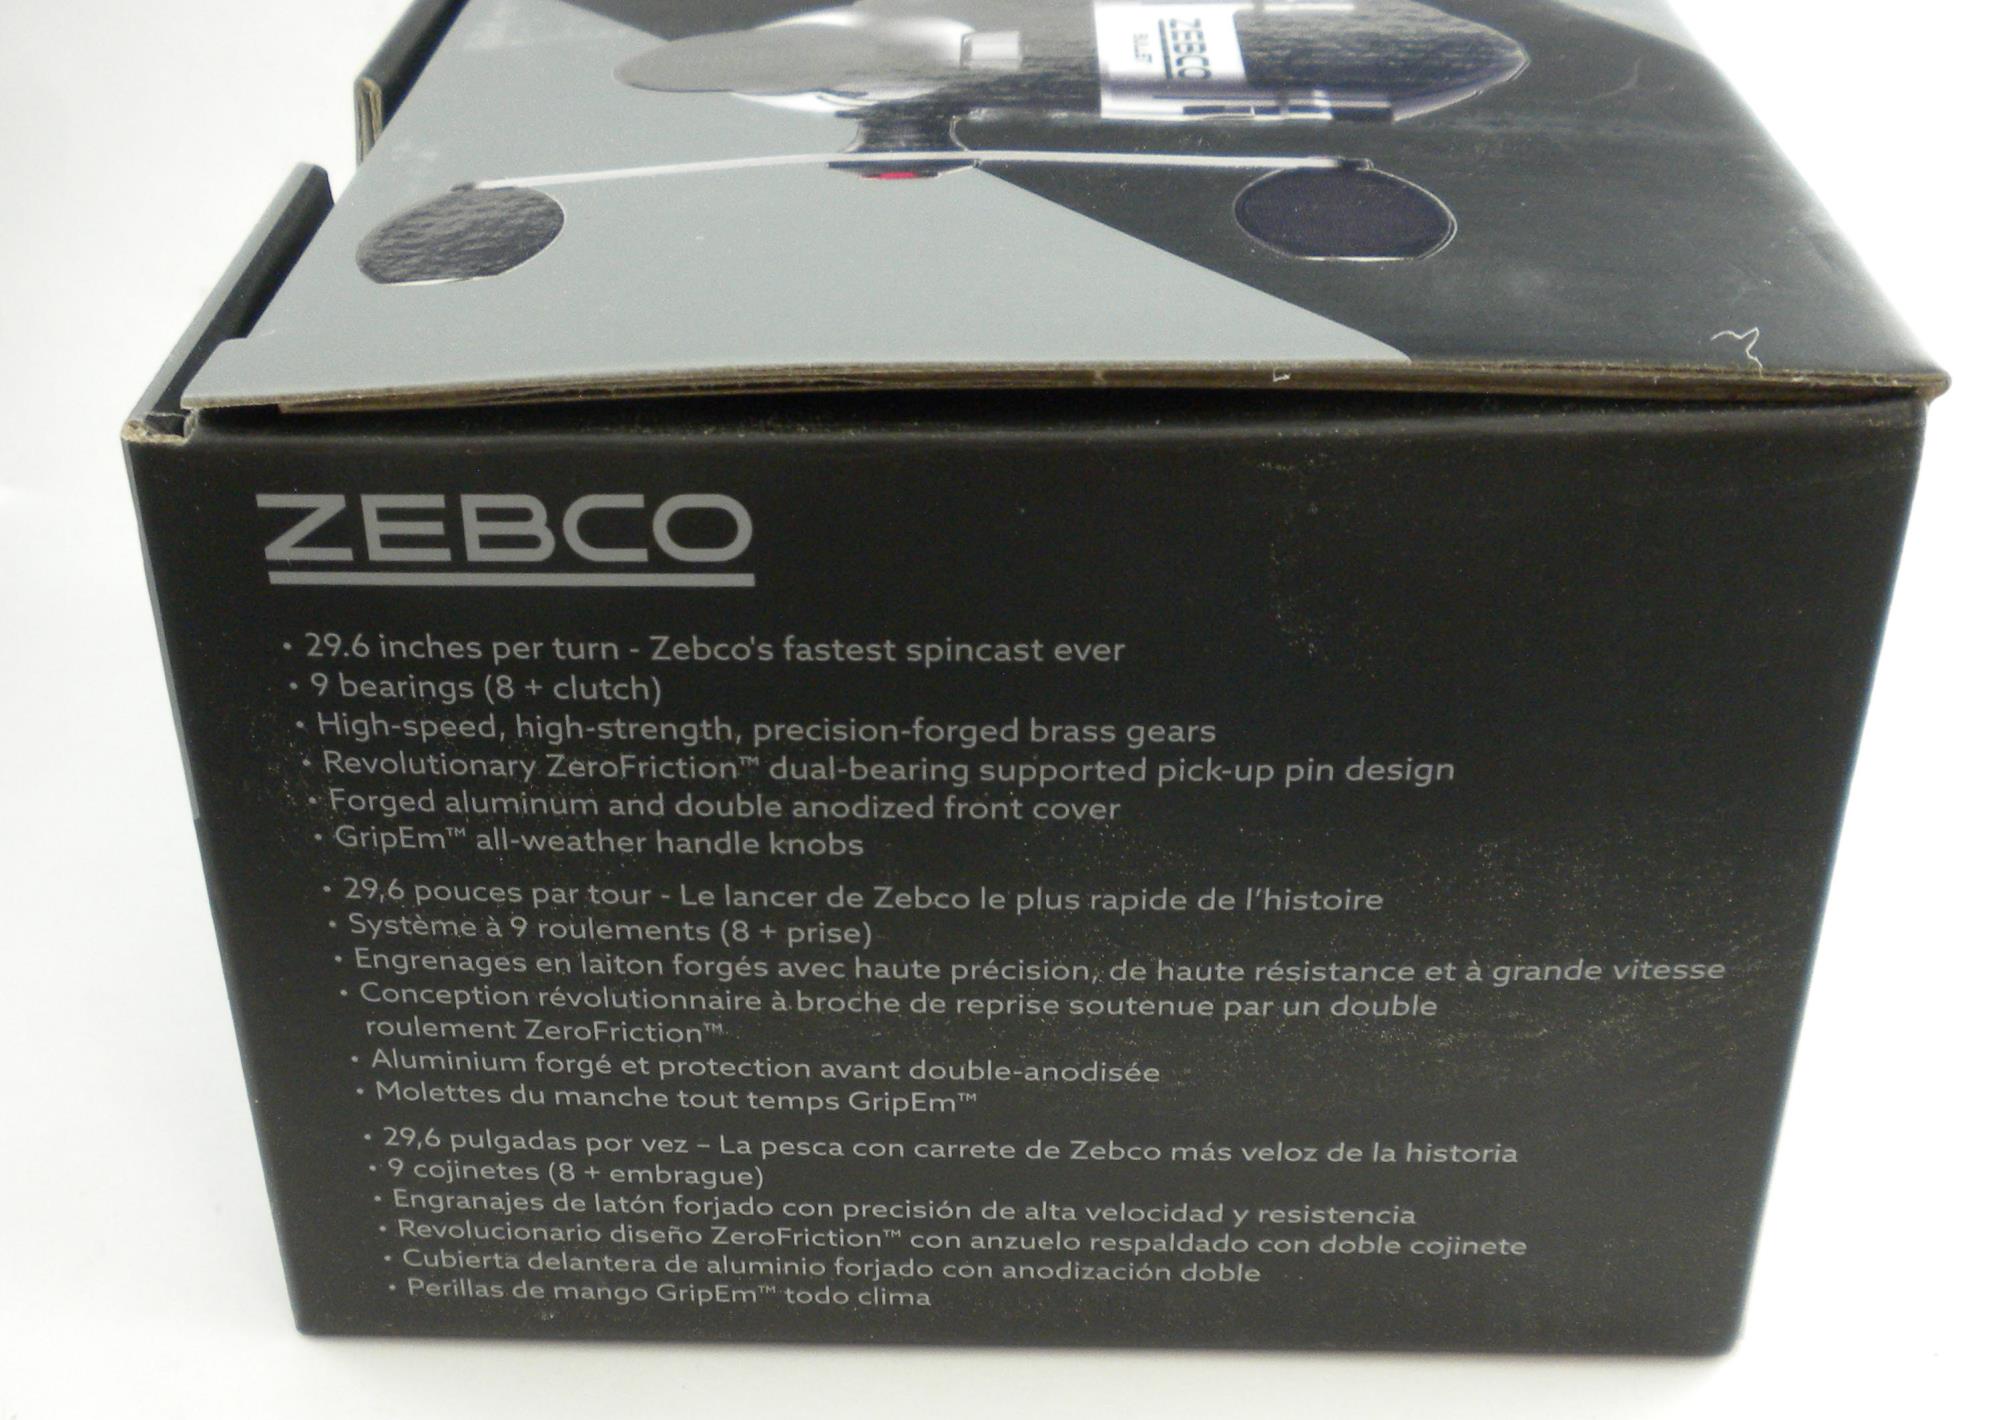 ZEBCO
BULLET
ZEBCO
• 29.6 inches per turn - Zebco's fastest spincast ever
• 9 bearings (8 + clutch)
• High-speed, high-strength, precision-forged brass gears
• Revolutionary ZeroFriction™ dual-bearing supported pick-up pin design
• Forged aluminum and double anodized front cover
• GripEm™ all-weather handle knobs
• 29,6 pouces par tour - Le lancer de Zebco le plus rapide de l'histoire
• Système à 9 roulements (8 + prise)
• Engrenages en laiton forgés avec haute précision, de haute résistance et à grande vitesse
• Conception révolutionnaire à broche de reprise soutenue par un double
roulement ZeroFriction™
• Aluminium forgé et protection avant double-anodisée
• Molettes du manche tout temps GripEm™
• 29,6 pulgadas por vez – La pesca con carrete de Zebco más veloz de la historia
• 9 cojinetes (8 + embrague)
• Engranajes de latón forjado con precisión de alta velocidad y resistencia
• Revolucionario diseño ZeroFriction™ con anzuelo respaldado con doble cojinete
• Cubierta delantera de aluminio forjado con anodización doble
• Perillas de mango GripEm™ todo clima